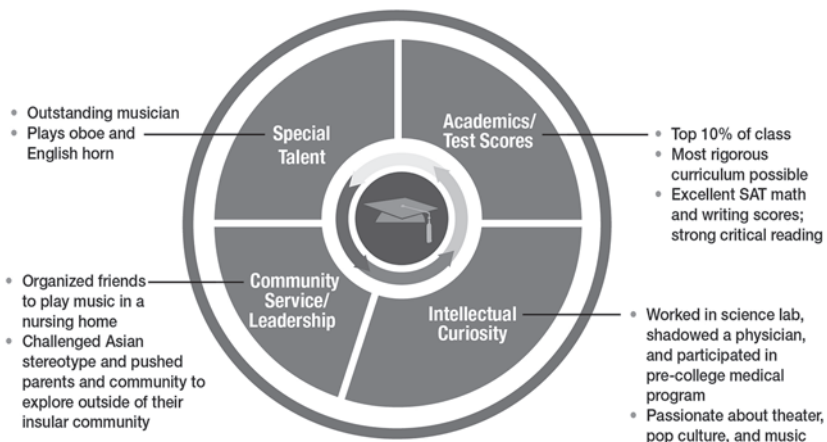 • Outstanding musician
• Plays oboe and
English horn
Special
Talent
Academics/
Test Scores
• Top 10% of class
• Most rigorous
curriculum possible
• Excellent SAT math
and writing scores;
strong critical reading
• Organized friends
to play music in a
nursing home
• Challenged Asian
stereotype and pushed
parents and community to
explore outside of their
insular community
Community
Service/
Leadership
Intellectual
Curiosity
• Worked in science lab,
shadowed a physician,
and participated in
pre-college medical
program
• Passionate about theater,
pop culture, and music